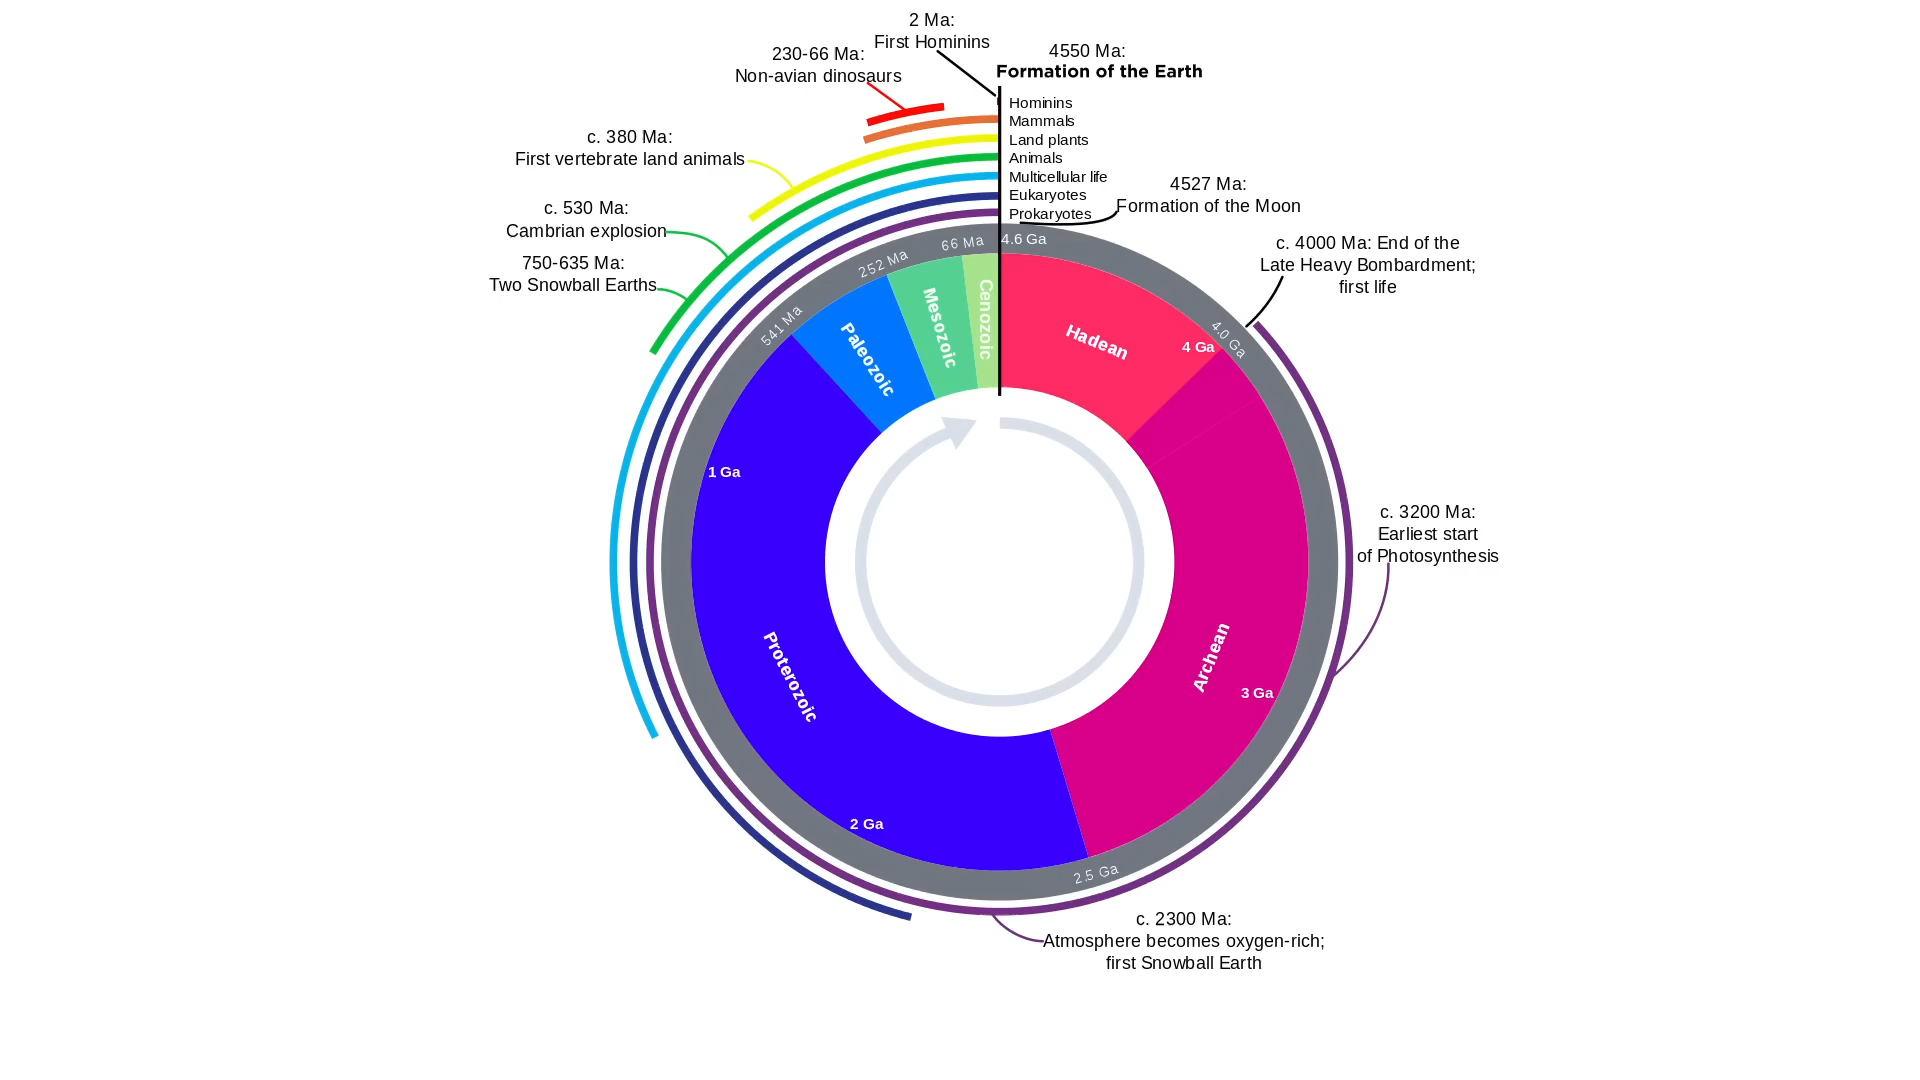 2 Ma:
First Hominins
230-66 Ma:
Non-avian dinosaurs
4550 Ma:
Formation of the Earth
Hominins
Mammals
Land plants
Animals
Multicellular life
Eukaryotes
Prokaryotes
c. 380 Ma:
First vertebrate land animals
c. 530 Ma:
Cambrian explosion
750-635 Ma:
Two Snowball Earths
4527 Ma:
Formation of the Moon
c. 4000 Ma: End of the
Late Heavy Bombardment;
first life
c. 3200 Ma:
Earliest start
of Photosynthesis
c. 2300 Ma:
Atmosphere becomes oxygen-rich;
first Snowball Earth
4.6 Ga
4.0 Ga
2.5 Ga
541 Ma
252 Ma
66 Ma
Hadean
4 Ga
Archean
3 Ga
2 Ga
Proterozoic
1 Ga
Paleozoic
Mesozoic
Cenozoic